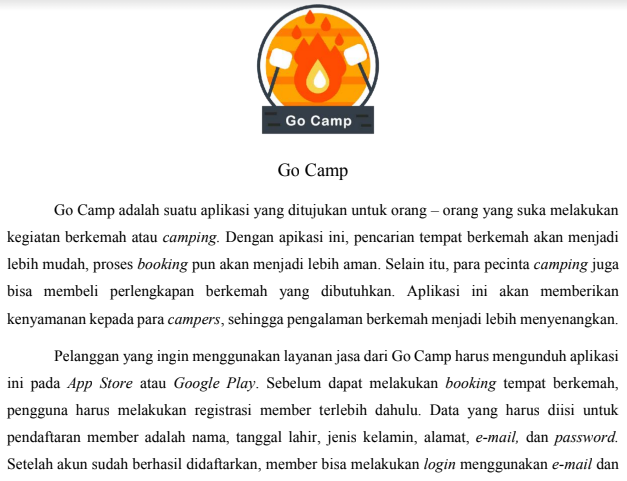 Go Camp
Go Camp
Go Camp adalah suatu aplikasi yang ditujukan untuk orang – orang yang suka melakukan
kegiatan berkemah atau camping. Dengan apikasi ini, pencarian tempat berkemah akan menjadi
lebih mudah, proses booking pun akan menjadi lebih aman. Selain itu, para pecinta camping juga
bisa membeli perlengkapan berkemah yang dibutuhkan. Aplikasi ini akan memberikan
kenyamanan kepada para campers, sehingga pengalaman berkemah menjadi lebih menyenangkan.
Pelanggan yang ingin menggunakan layanan jasa dari Go Camp harus mengunduh aplikasi
ini pada App Store atau Google Play. Sebelum dapat melakukan booking tempat berkemah,
pengguna harus melakukan registrasi member terlebih dahulu. Data yang harus diisi untuk
pendaftaran member adalah nama, tanggal lahir, jenis kelamin, alamat, e-mail, dan password.
Setelah akun sudah berhasil didaftarkan, member bisa melakukan login menggunakan e-mail dan